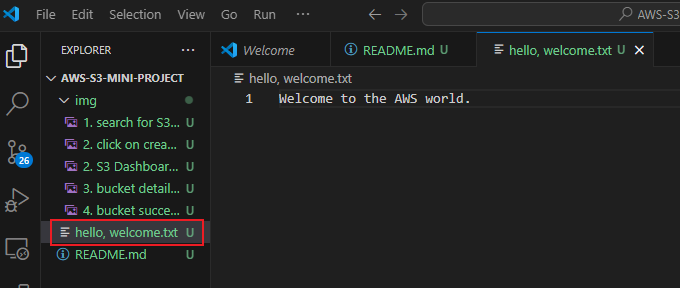 File Edit Selection View Go Run ... AWS-S3
EXPLORER ...
AWS-S3-MINI-PROJECT
img
1. search for S3... U
2. click on crea... U
2. S3 Dashboar... U
3. bucket detail... U
4. bucket succe... U
hello, welcome.txt U
README.md U
26
Welcome
README.md U
hello, welcome.txt U
hello, welcome.txt
1 Welcome to the AWS world.